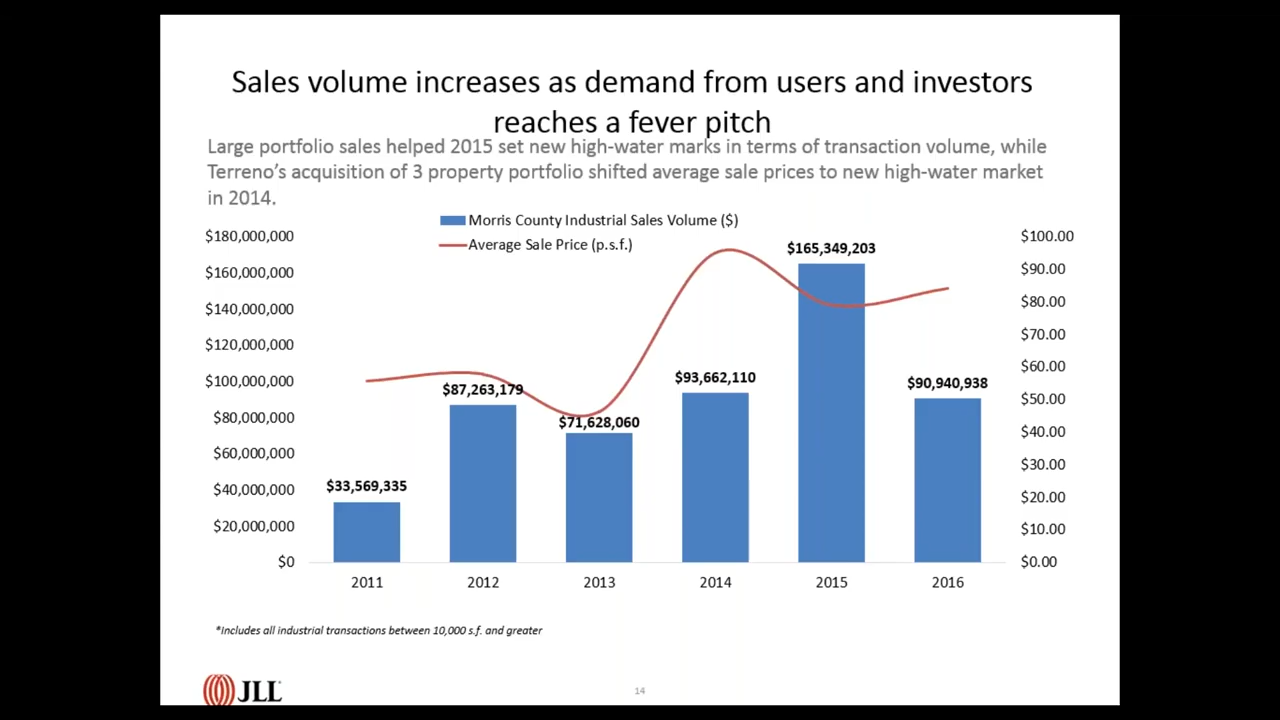 Sales volume increases as demand from users and investors
reaches a fever pitch
Large portfolio sales helped 2015 set new high-water marks in terms of transaction volume, while
Terreno's acquisition of 3 property portfolio shifted average sale prices to new high-water market
in 2014.
Morris County Industrial Sales Volume ($)
Average Sale Price (p.s.f.)
$180,000,000
$160,000,000
$140,000,000
$120,000,000
$100,000,000
$80,000,000
$60,000,000
$40,000,000
$20,000,000
$0
$33,569,335
$87,263,179
$71,628,060
$93,662,110
$165,349,203
$90,940,938
$100.00
$90.00
$80.00
$70.00
$60.00
$50.00
$40.00
$30.00
$20.00
$10.00
$0.00
2011 2012 2013 2014 2015 2016
*Includes all industrial transactions between 10,000 s.f. and greater
JLL
14